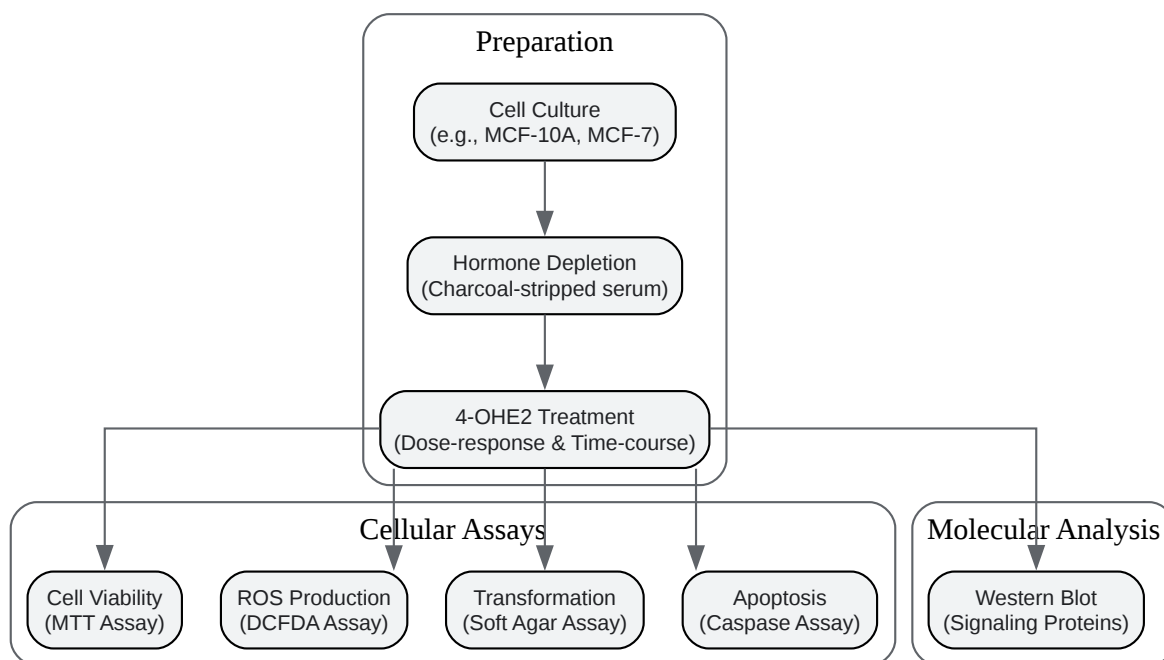 Preparation
Cell Culture
(e.g., MCF-10A, MCF-7)
Hormone Depletion
(Charcoal-stripped serum)
4-OHE2 Treatment
(Dose-response & Time-course)
Cellular Assays
Molecular Analysis
Cell Viability
(MTT Assay)
ROS Production
(DCFDA Assay)
Transformation
(Soft Agar Assay)
Apoptosis
(Caspase Assay)
Western Blot
(Signaling Proteins)